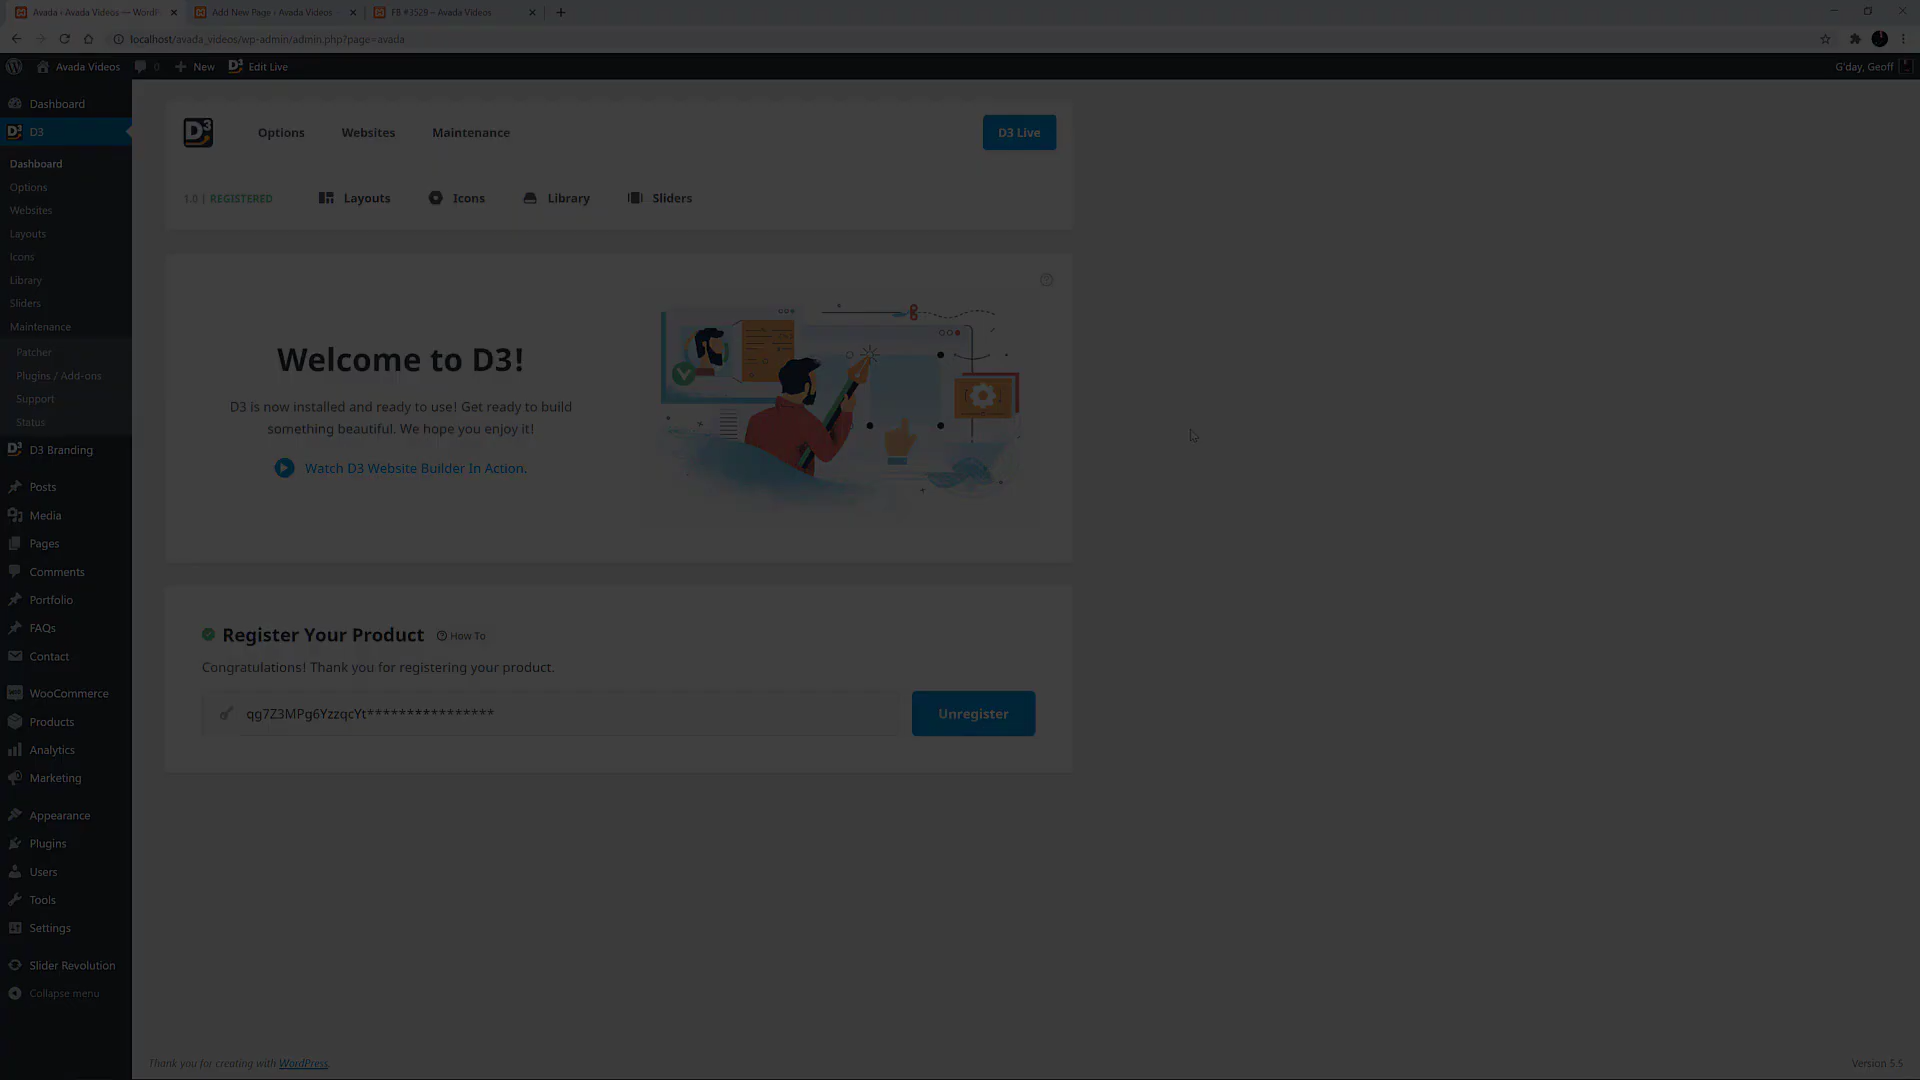 Avada ‹ Avada Videos — WordP
Add New Page ‹ Avada Videos
FB #3529 – Avada Videos
localhost/avada_videos/wp-admin/admin.php?page=avada
Avada Videos
0
New
D3
Edit Live
G'day, Geoff
Dashboard
D3
D3
Dashboard
Options
Websites
Layouts
Icons
Library
Sliders
Maintenance
Patcher
Plugins / Add-ons
Support
Status
D3
D3 Branding
Posts
Media
Pages
Comments
Portfolio
FAQs
Contact
WooCommerce
Products
Analytics
Marketing
Appearance
Plugins
Users
Tools
Settings
Slider Revolution
Collapse menu
D3
Options
Websites
Maintenance
D3 Live
1.0 | REGISTERED
Layouts
Icons
Library
Sliders
Welcome to D3!
D3 is now installed and ready to use! Get ready to build
something beautiful. We hope you enjoy it!
Watch D3 Website Builder In Action.
Register Your Product
How To
Congratulations! Thank you for registering your product.
qg7Z3MPg6YzzqcYt****************
Unregister
Thank you for creating with WordPress.
Version 5.5